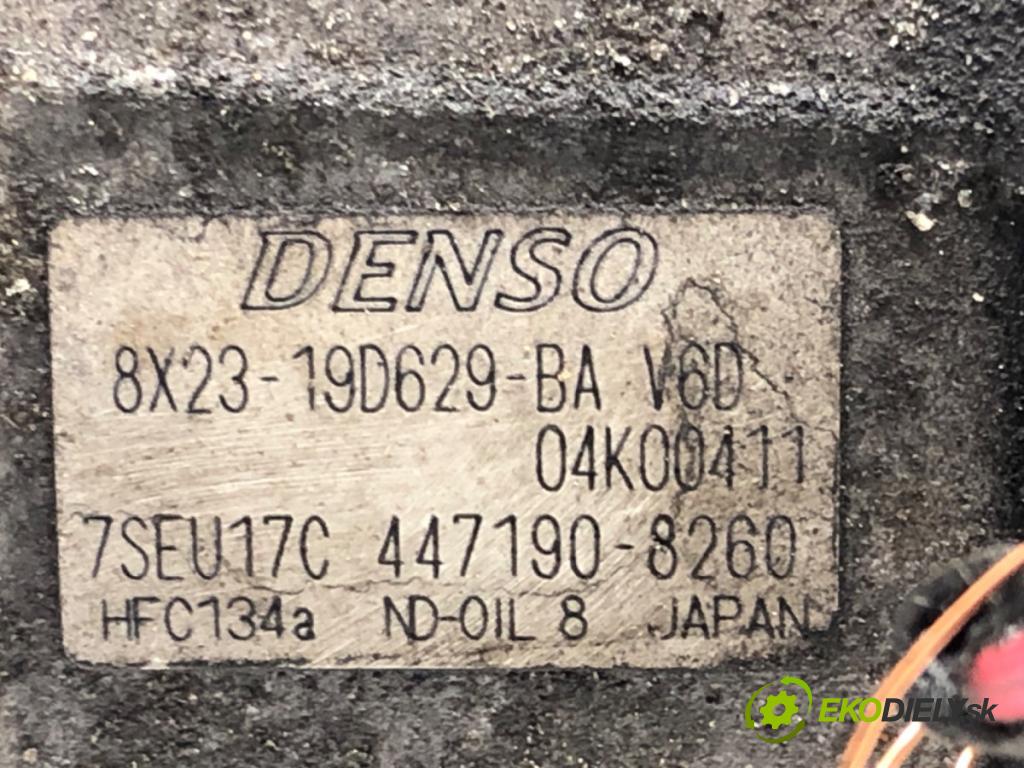 DENSO
8X23-19D629-BA V6D
04K00411
7SEU17C 447190-8260
HFC134a ND-OIL 8 JAPAN
EKODIELY.sk